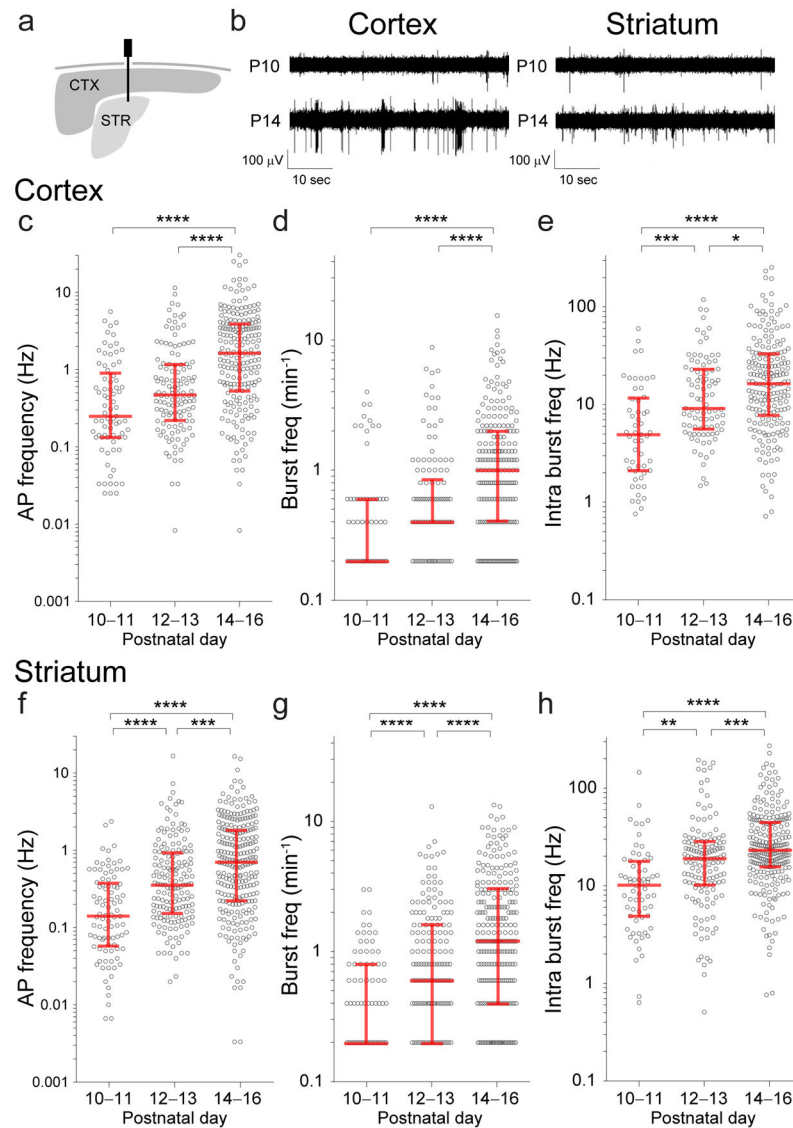 a
CTX
STR
b
Cortex
Striatum
P10
P14
100 μV
10 sec
P10
P14
100 μV
10 sec
Cortex
c
****
****
AP frequency (Hz)
10
1
0.1
0.01
0.001
10–11
12–13
14–16
Postnatal day
d
****
****
Burst freq (min⁻¹)
10
1
0.1
10–11
12–13
14–16
Postnatal day
e
****
***
*
Intra burst freq (Hz)
100
10
1
0.1
10–11
12–13
14–16
Postnatal day
Striatum
f
****
****
***
AP frequency (Hz)
10
1
0.1
0.01
0.001
10–11
12–13
14–16
Postnatal day
g
****
****
****
Burst freq (min⁻¹)
10
1
0.1
10–11
12–13
14–16
Postnatal day
h
****
**
***
Intra burst freq (Hz)
100
10
1
0.1
10–11
12–13
14–16
Postnatal day